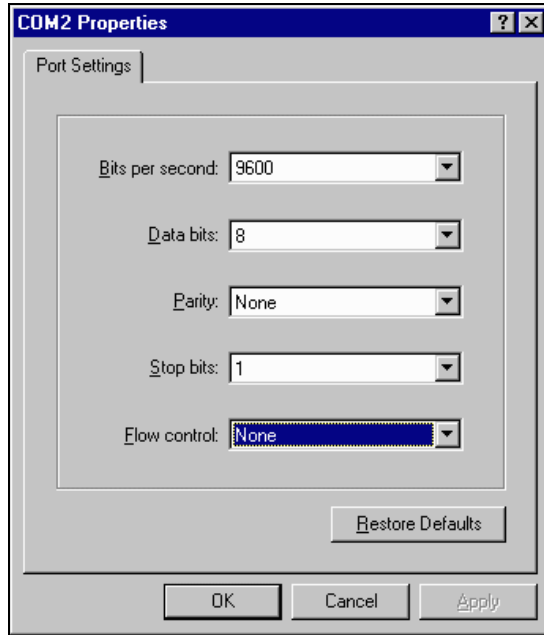 COM2 Properties
Port Settings
Bits per second: 9600
Data bits: 8
Parity: None
Stop bits: 1
Flow control: None
Restore Defaults
OK Cancel Apply